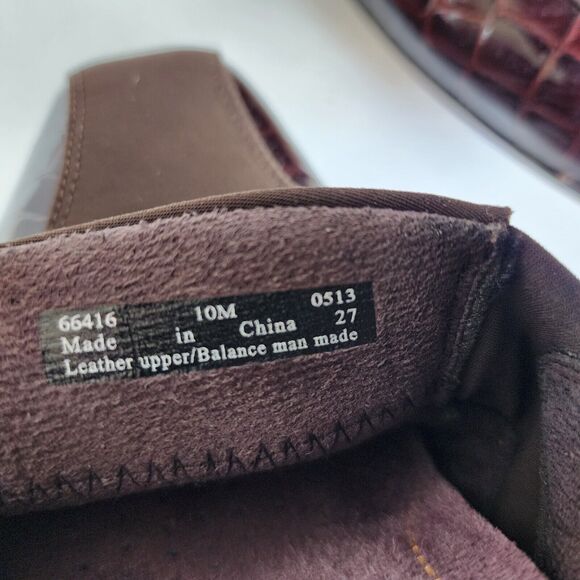 66416 10M 0513
Made in China 27
Leather upper/Balance man made